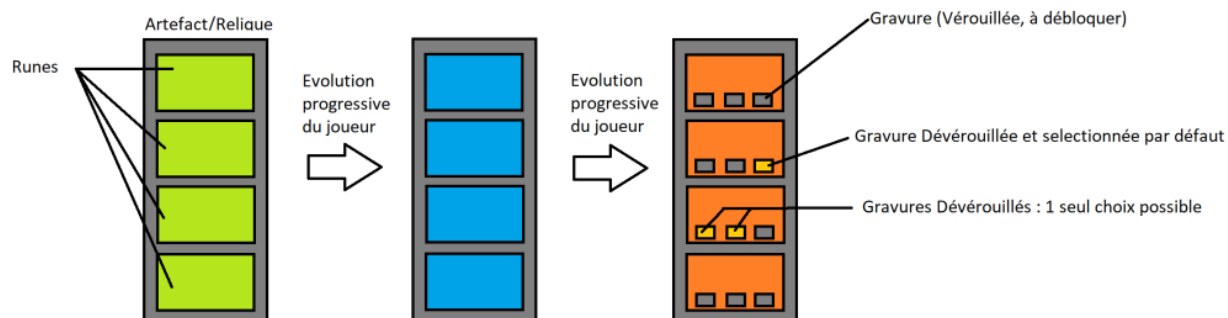 Artefact/Relique
Runes
Evolution
progressive
du joueur
Evolution
progressive
du joueur
Gravure (Vérouillée, à débloquer)
Gravure Dévérouillée et selectionnée par défaut
Gravures Dévérouillés : 1 seul choix possible